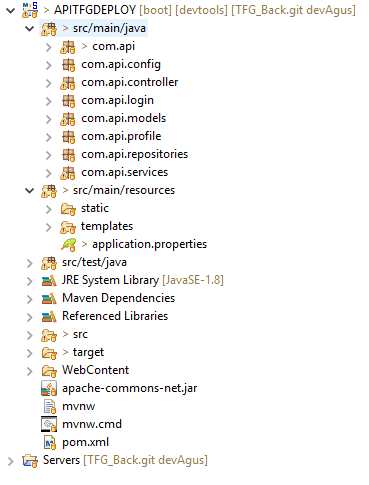 > APITFGDEPLOY [boot] [devtools] [TFG_Back.git devAgus]
> src/main/java
> com.api
com.api.config
> com.api.controller
com.api.login
> com.api.models
com.api.profile
com.api.repositories
com.api.services
> src/main/resources
static
templates
> application.properties
src/test/java
JRE System Library [JavaSE-1.8]
Maven Dependencies
Referenced Libraries
> src
> target
WebContent
apache-commons-net.jar
mvnw
mvnw.cmd
pom.xml
Servers [TFG_Back.git devAgus]